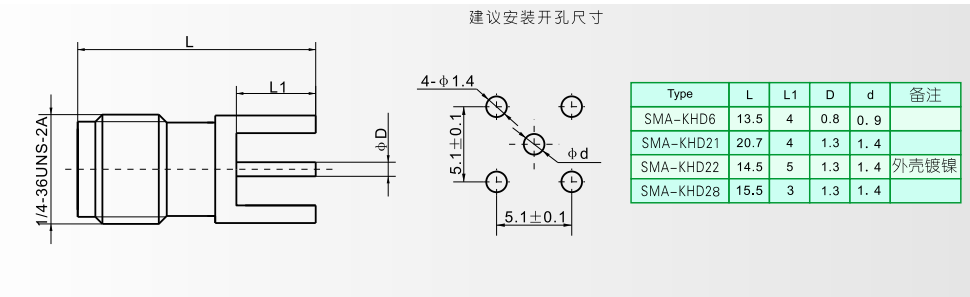 建议安装开孔尺寸
L
L1
φD
1/4-36UNS-2A
4-φ1.4
5.1±0.1
φd
5.1±0.1
Type L L1 D d 备注
SMA-KHD6 13.5 4 0.8 0.9
SMA-KHD21 20.7 4 1.3 1.4
SMA-KHD22 14.5 5 1.3 1.4 外壳镀镍
SMA-KHD28 15.5 3 1.3 1.4